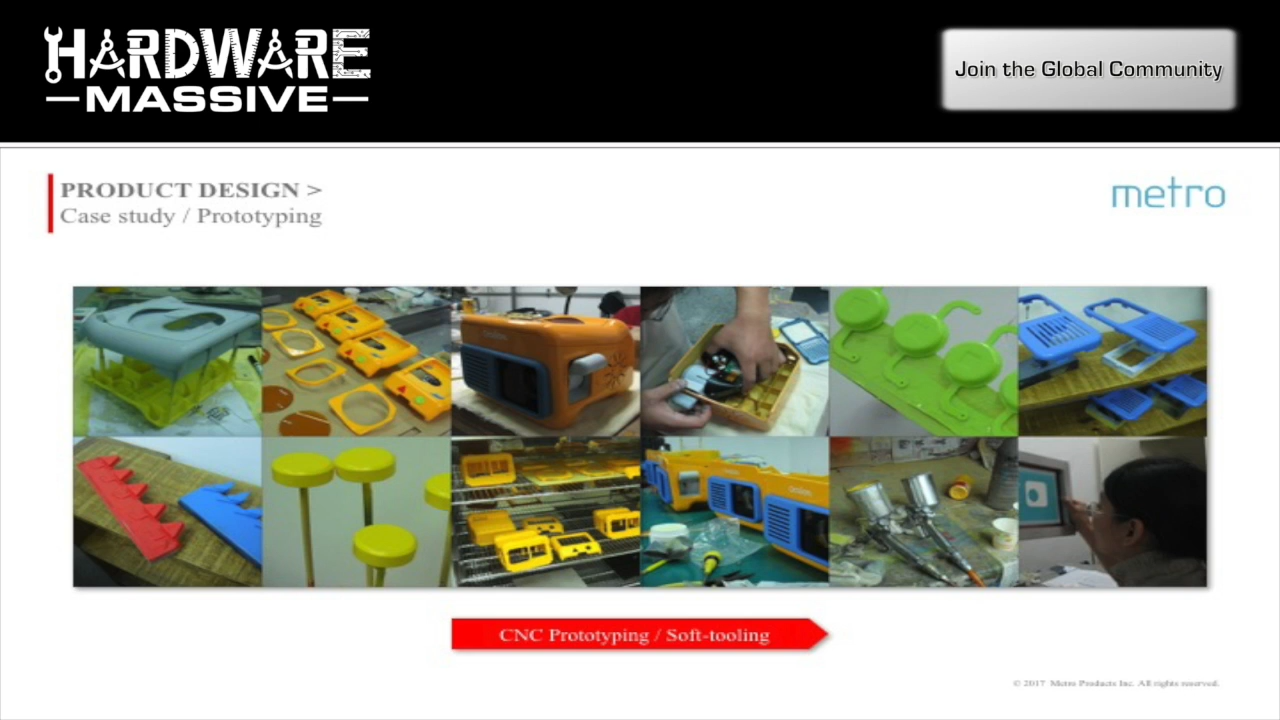 HARDWARE
MASSIVE
Join the Global Community
PRODUCT DESIGN >
Case study / Prototyping
metro
CNC Prototyping / Soft-tooling
© 2017 Metro Products Inc. All rights reserved.